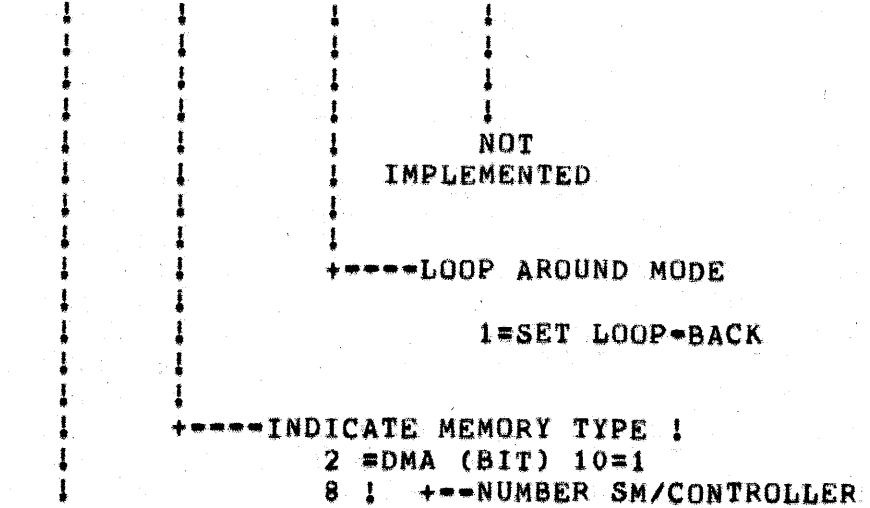 ! ! ! !
! ! ! !
! ! ! !
! ! ! !
! ! ! NOT
! ! ! IMPLEMENTED
! ! !
! ! !
! ! +----LOOP AROUND MODE
! !
! ! 1=SET LOOP-BACK
! !
! !
! +----INDICATE MEMORY TYPE !
! 2 =DMA (BIT) 10=1
! 8 ! +--NUMBER SM/CONTROLLER